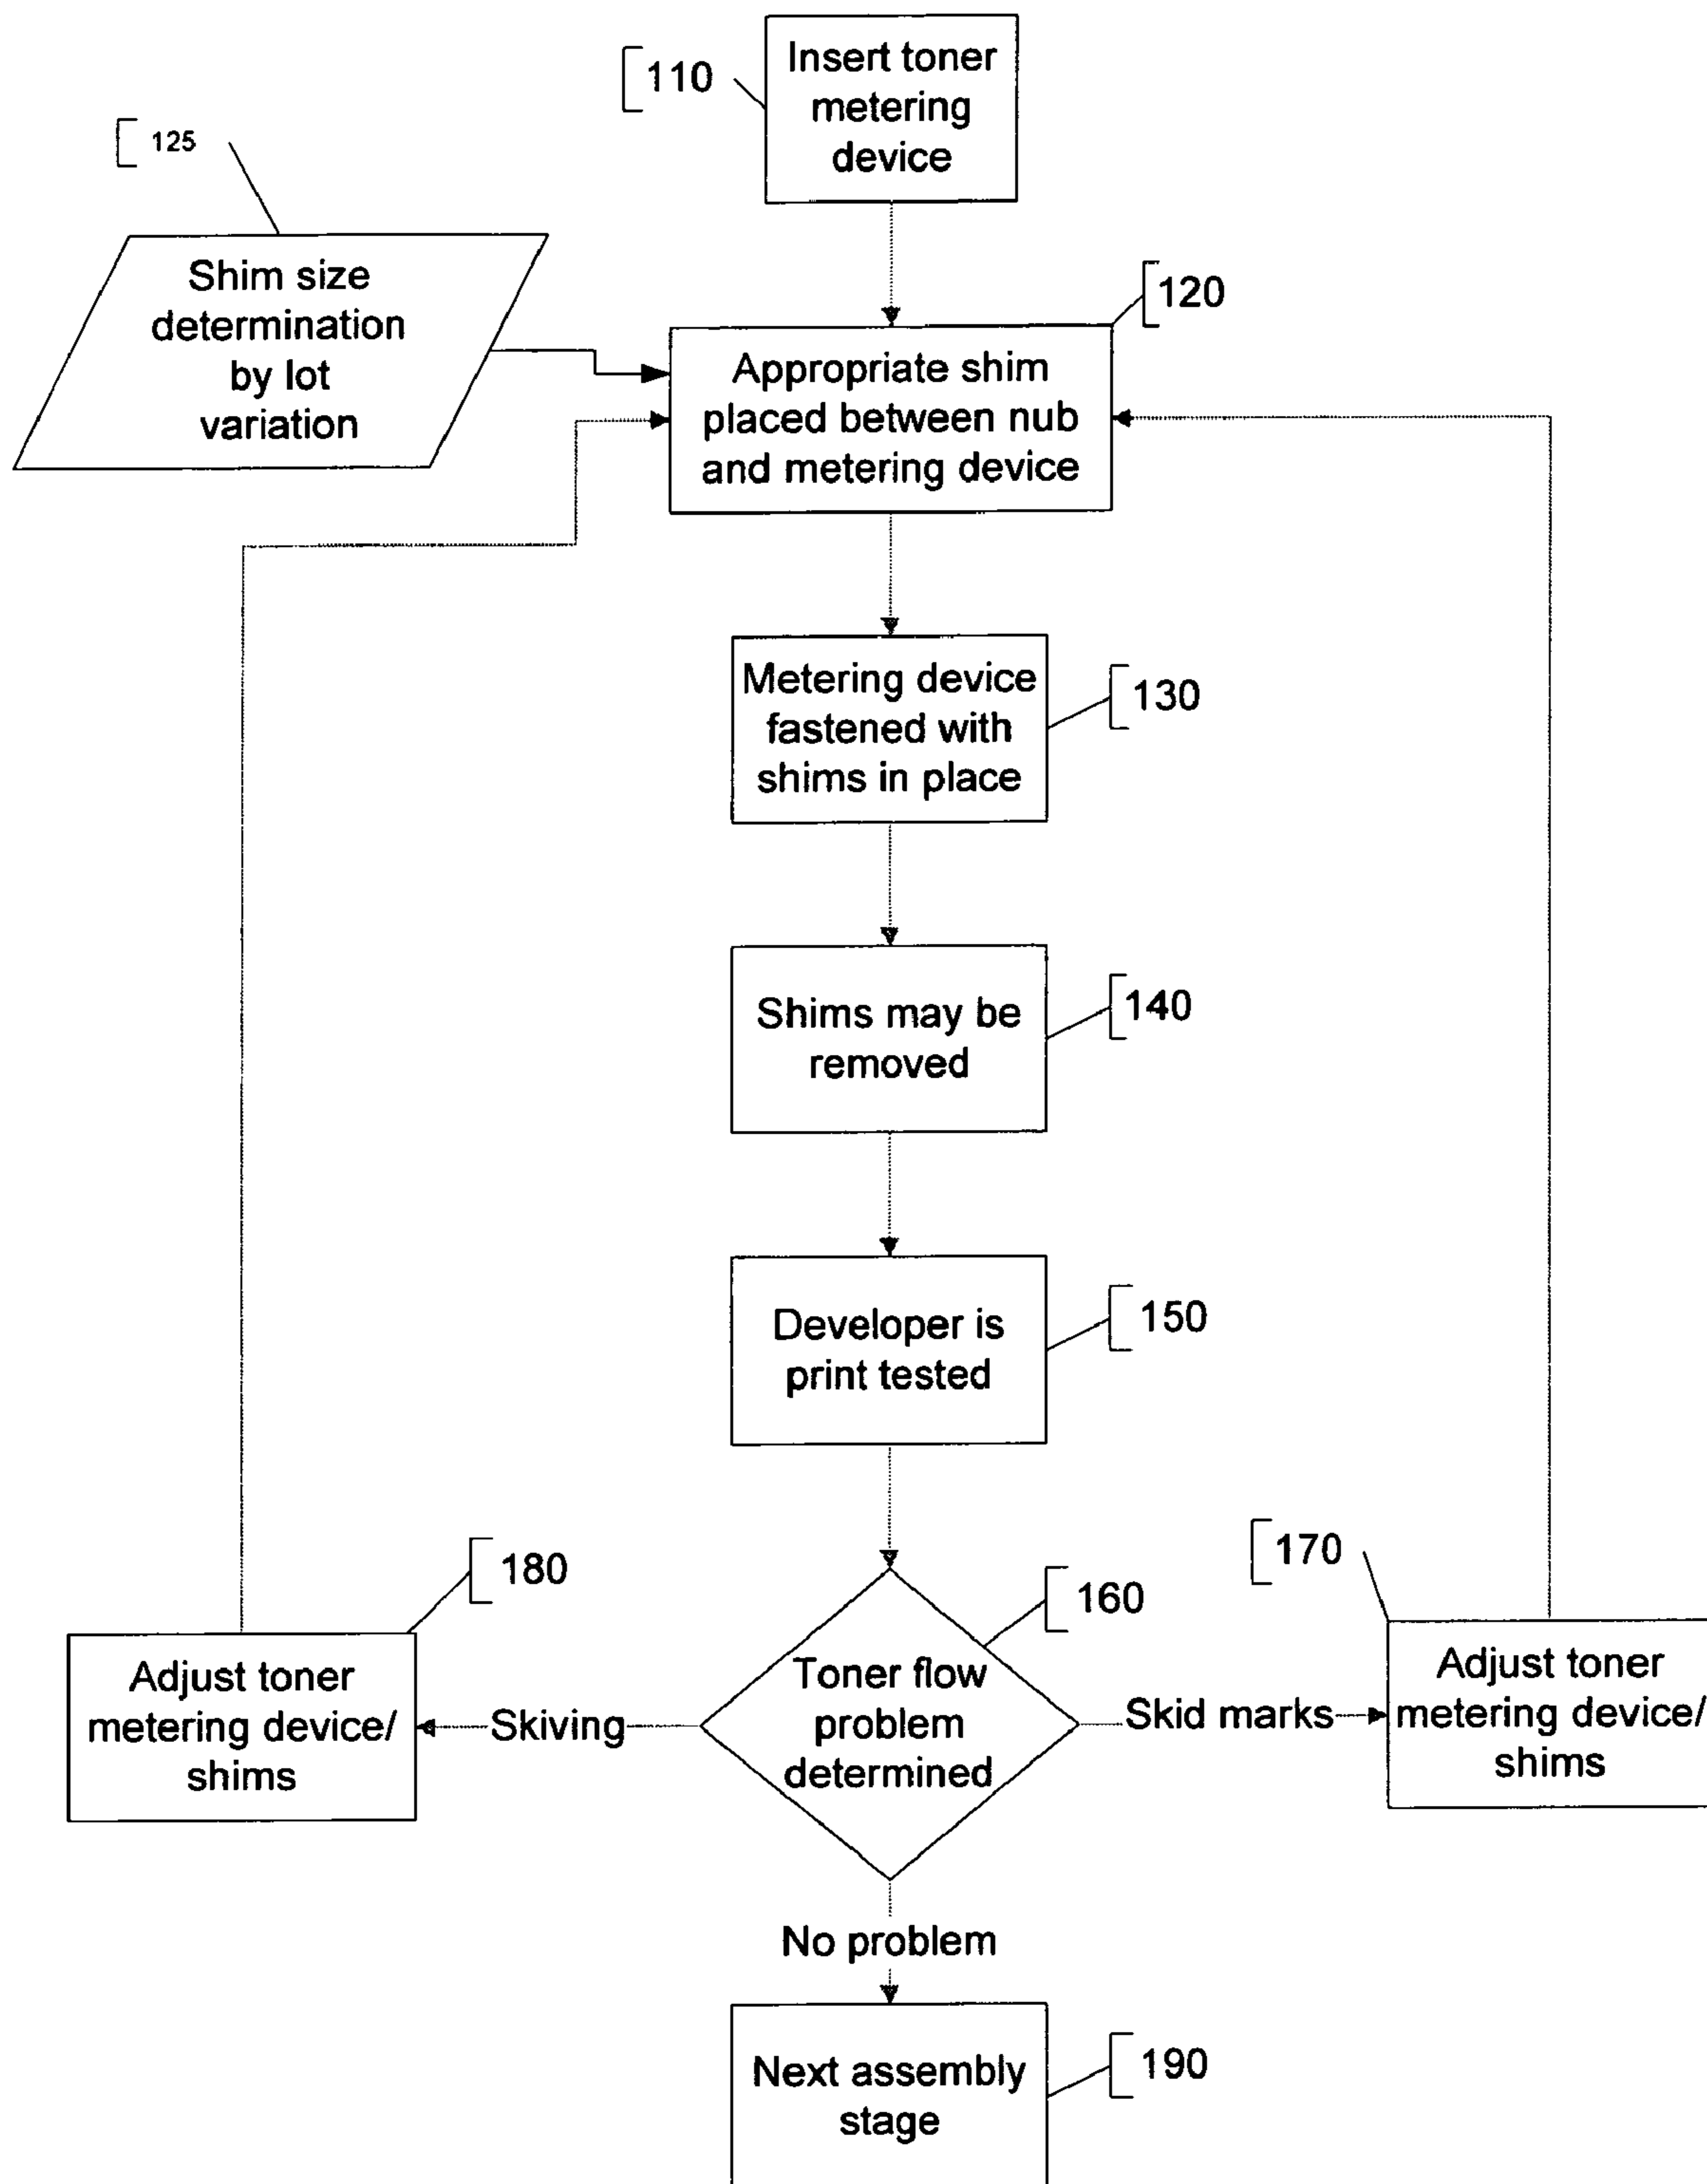 110
Insert toner
metering
device
125
Shim size
determination
by lot
variation
120
Appropriate shim
placed between nub
and metering device
Metering device
fastened with
shims in place
130
Shims may be
removed
140
Developer is
print tested
150
160
Toner flow
problem
determined
180
Adjust toner
metering device/
shims
Skiving
Skid marks
170
Adjust toner
metering device/
shims
No problem
Next assembly
stage
190